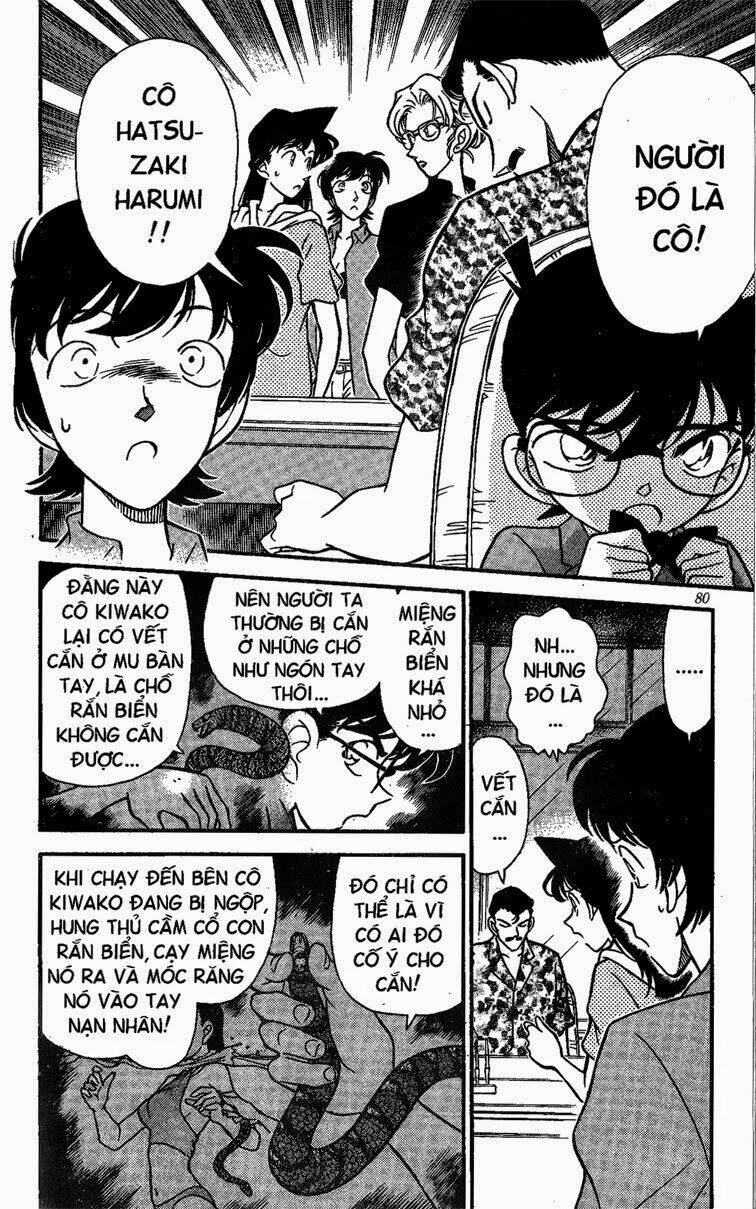 NGƯỜI
ĐÓ LÀ
CÔ!
CÔ
HATSU-
ZAKI
HARUMI
!!
80
......
NH...
NHƯNG
ĐÓ LÀ
...
VẾT
CẮN
...
MIỆNG
RẮN
BIỂN
KHÁ
NHỎ
...
NÊN NGƯỜI TA
THƯỜNG BỊ CẮN
Ở NHỮNG CHỖ
NHƯ NGÓN TAY
THÔI...
ĐẰNG NÀY
CÔ KIWAKO
LẠI CÓ VẾT
CẮN Ở MU BÀN
TAY, LÀ CHỖ
RẮN BIỂN
KHÔNG CẮN
ĐƯỢC...
ĐÓ CHỈ CÓ
THỂ LÀ VÌ
CÓ AI ĐÓ
CỐ Ý CHO
CẮN!
KHI CHẠY ĐẾN BÊN CÔ
KIWAKO ĐANG BỊ NGỘP,
HUNG THỦ CẦM CỔ CON
RẮN BIỂN, CẠY MIỆNG
NÓ RA VÀ MÓC RĂNG
NÓ VÀO TAY
NẠN NHÂN!